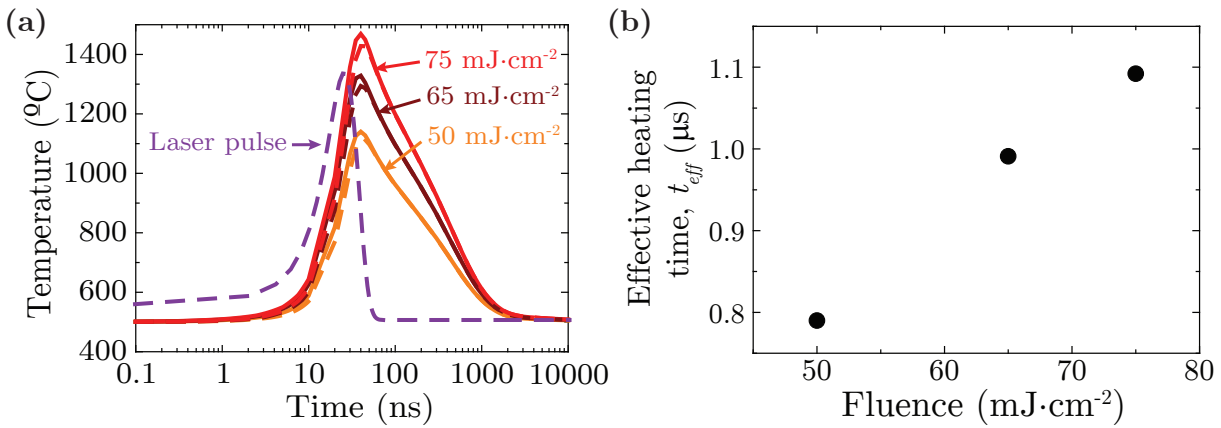 (a)
Temperature (ºC)
1400
1200
1000
800
600
400
0.1
1
10
100
1000
10000
Time (ns)
Laser pulse
75 mJ·cm-2
65 mJ·cm-2
50 mJ·cm-2
(b)
Effective heating
time, teff (μs)
1.1
1.0
0.9
0.8
50
60
70
80
Fluence (mJ·cm-2)